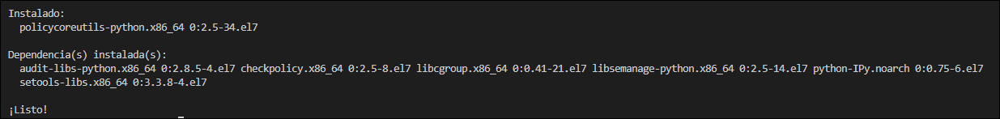 Instalado:
policycoreutils-python.x86_64 0:2.5-34.el7
Dependencia(s) instalada(s):
audit-libs-python.x86_64 0:2.8.5-4.el7 checkpolicy.x86_64 0:2.5-8.el7 libcgroup.x86_64 0:0.41-21.el7 libsemanage-python.x86_64 0:2.5-14.el7 python-IPy.noarch 0:0.75-6.el7
setools-libs.x86_64 0:3.3.8-4.el7
¡Listo!